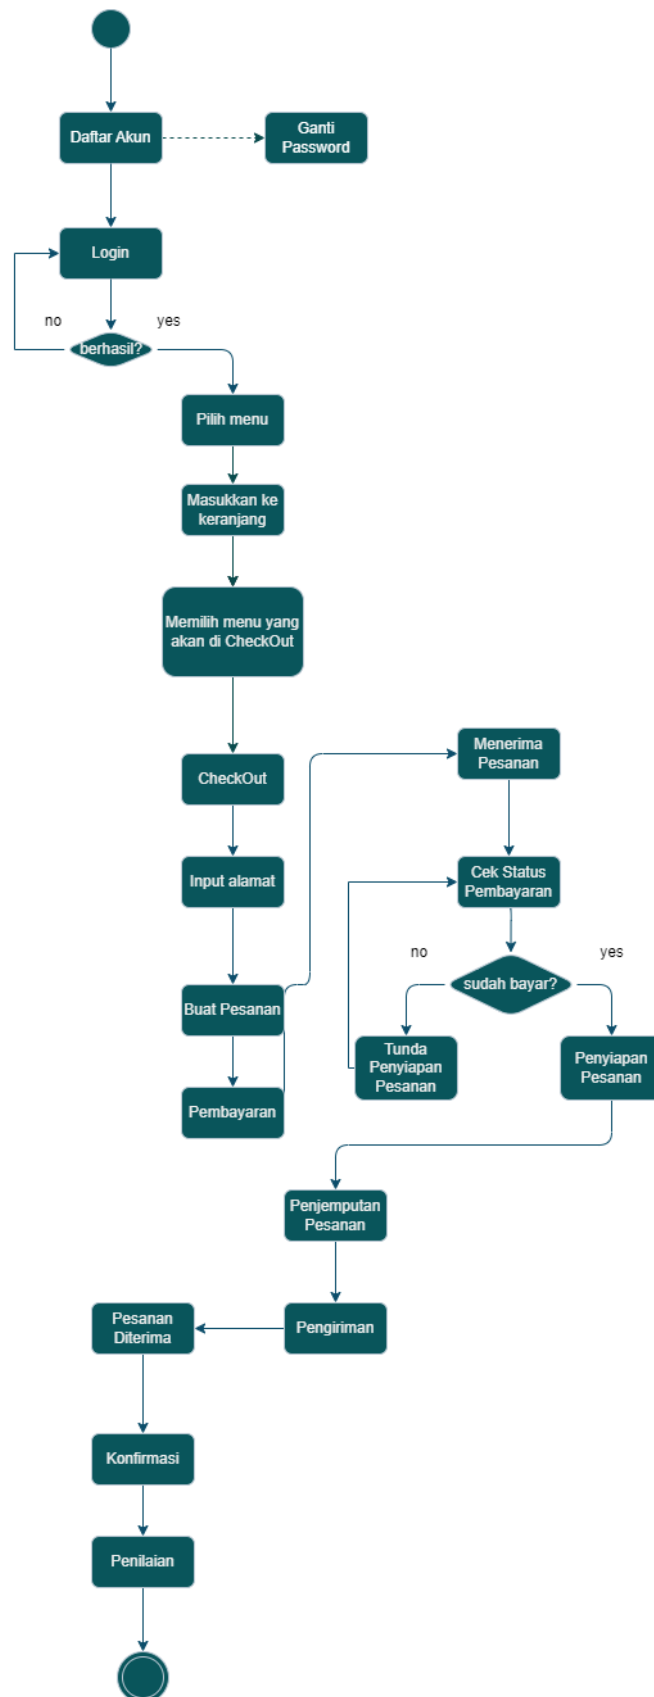 Daftar Akun
Ganti
Password
Login
no
yes
berhasil?
Pilih menu
Masukkan ke
keranjang
Memilih menu yang
akan di CheckOut
CheckOut
Input alamat
Buat Pesanan
Pembayaran
Menerima
Pesanan
Cek Status
Pembayaran
no
yes
sudah bayar?
Tunda
Penyiapan
Pesanan
Penyiapan
Pesanan
Penjemputan
Pesanan
Pengiriman
Pesanan
Diterima
Konfirmasi
Penilaian